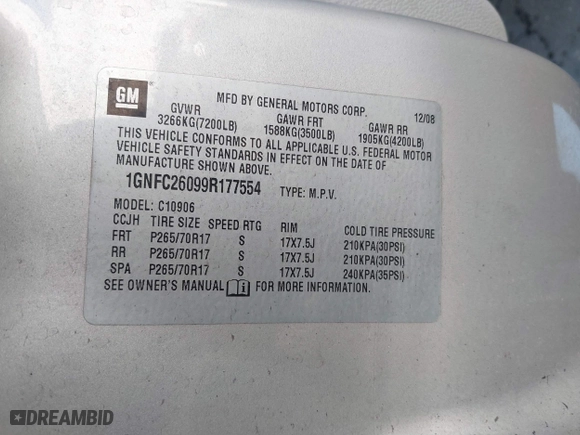 GM
MFD BY GENERAL MOTORS CORP. 12/08
GVWR GAWR FRT GAWR RR
3266KG(7200LB) 1588KG(3500LB) 1905KG(4200LB)
THIS VEHICLE CONFORMS TO ALL APPLICABLE U.S. FEDERAL MOTOR
VEHICLE SAFETY STANDARDS IN EFFECT ON THE DATE OF
MANUFACTURE SHOWN ABOVE.
1GNFC26099R177554 TYPE: M.P.V.
MODEL: C10906
CCJH TIRE SIZE SPEED RTG RIM COLD TIRE PRESSURE
FRT P265/70R17 S 17X7.5J 210KPA(30PSI)
RR P265/70R17 S 17X7.5J 210KPA(30PSI)
SPA P265/70R17 S 17X7.5J 240KPA(35PSI)
SEE OWNER'S MANUAL FOR MORE INFORMATION.
DREAMBID